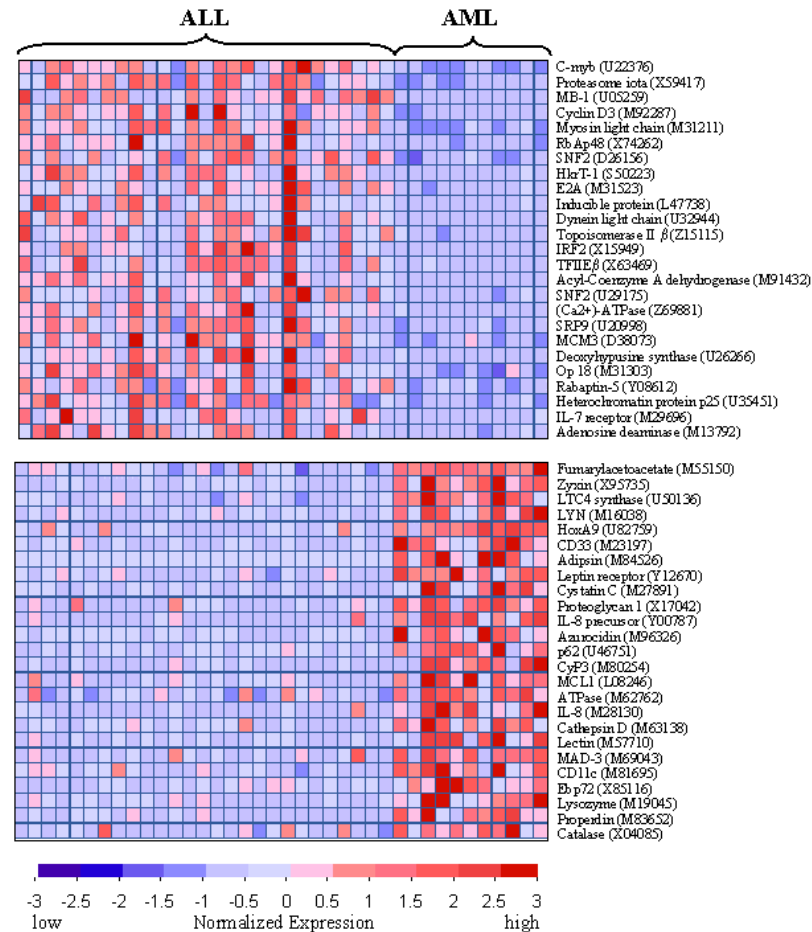 ALL AML
C-myb (U22376)
Proteasome iota (X59417)
MB-1 (U05259)
Cyclin D3 (M92287)
Myosin light chain (M31211)
RbAp48 (X74262)
SNF2 (D26156)
HkrT-1 (S50223)
E2A (M31523)
Inducible protein (L47738)
Dynein light chain (U32944)
Topoisomerase II β (Z15115)
IRF2 (X15949)
TFIIEβ (X63469)
Acyl-Coenzyme A dehydrogenase (M91432)
SNF2 (U29175)
(Ca2+)-ATPase (Z69881)
SRP9 (U20998)
MCM3 (D38073)
Deoxyhypusine synthase (U26266)
Op 18 (M31303)
Rabaptin-5 (Y08612)
Heterochromatin protein p25 (U35451)
IL-7 receptor (M29696)
Adenosine deaminase (M13792)
Fumarylacetoacetate (M55150)
Zyxin (X95735)
LTC4 synthase (U50136)
LYN (M16038)
HoxA9 (U82759)
CD33 (M23197)
Adipsin (M84526)
Leptin receptor (Y12670)
Cystatin C (M27891)
Proteoglycan 1 (X17042)
IL-8 precursor (Y00787)
Azurocidin (M96326)
p62 (U46751)
CyP3 (M80254)
MCL1 (L08246)
ATPase (M62762)
IL-8 (M28130)
Cathepsin D (M63138)
Lectin (M57710)
MAD-3 (M69043)
CD11c (M81695)
Ebp72 (X85116)
Lysozyme (M19045)
Properdin (M83652)
Catalase (X04085)
-3 -2.5 -2 -1.5 -1 -0.5 0 0.5 1 1.5 2 2.5 3
low Normalized Expression high